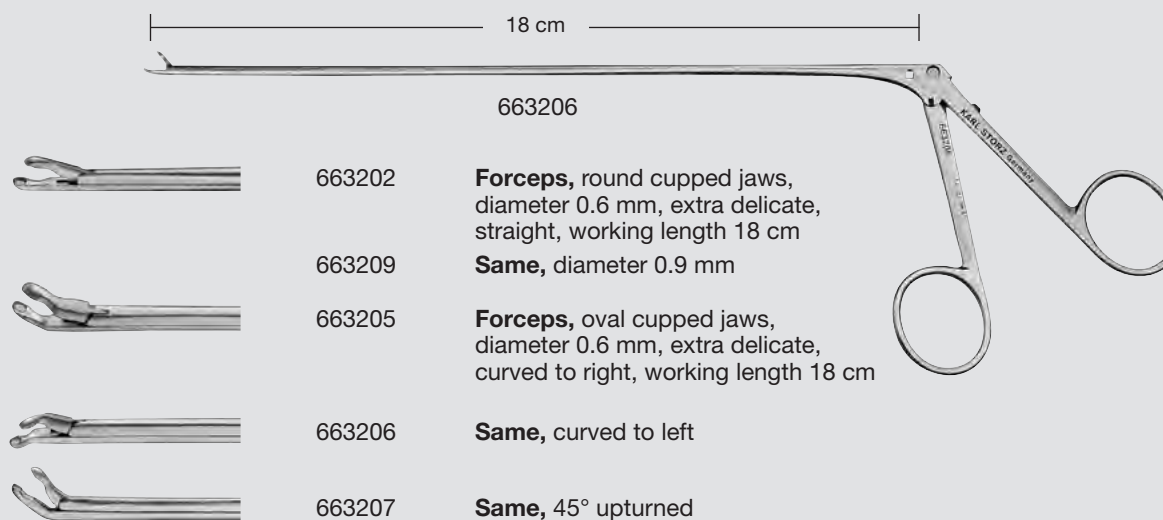 18 cm
663206
KARL STORZ Germany
663202 Forceps, round cupped jaws,
diameter 0.6 mm, extra delicate,
straight, working length 18 cm
663209 Same, diameter 0.9 mm
663205 Forceps, oval cupped jaws,
diameter 0.6 mm, extra delicate,
curved to right, working length 18 cm
663206 Same, curved to left
663207 Same, 45° upturned